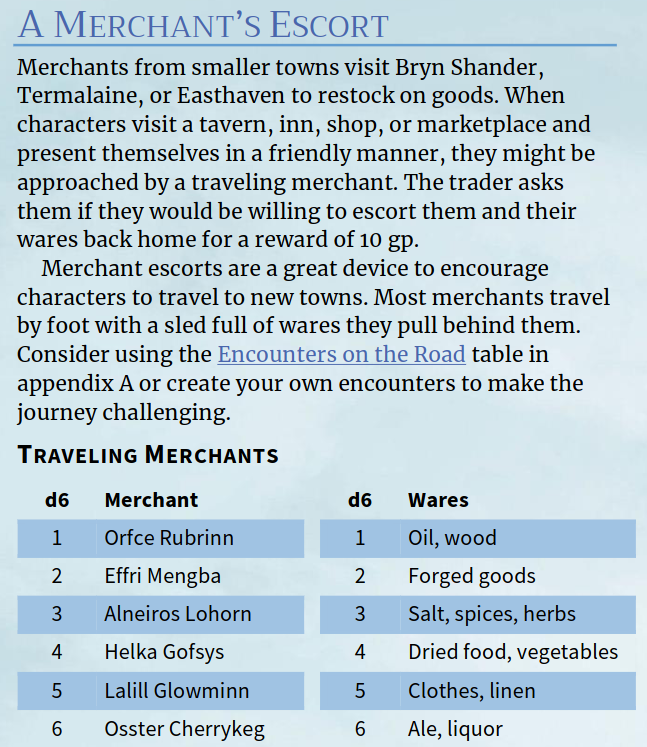 A Merchant's Escort
Merchants from smaller towns visit Bryn Shander,
Termalaine, or Easthaven to restock on goods. When
characters visit a tavern, inn, shop, or marketplace and
present themselves in a friendly manner, they might be
approached by a traveling merchant. The trader asks
them if they would be willing to escort them and their
wares back home for a reward of 10 gp.
Merchant escorts are a great device to encourage
characters to travel to new towns. Most merchants travel
by foot with a sled full of wares they pull behind them.
Consider using the Encounters on the Road table in
appendix A or create your own encounters to make the
journey challenging.
Traveling Merchants
d6 Merchant d6 Wares
1 Orfce Rubrinn 1 Oil, wood
2 Effri Mengba 2 Forged goods
3 Alneiros Lohorn 3 Salt, spices, herbs
4 Helka Gofsys 4 Dried food, vegetables
5 Lalill Glowminn 5 Clothes, linen
6 Osster Cherrykeg 6 Ale, liquor